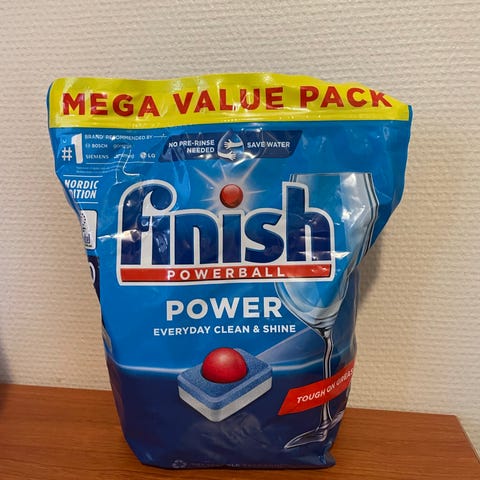 MEGA VALUE PACK
#1 BRAND RECOMMENDED BY
BOSCH gorenje
SIEMENS LG
NO PRE-RINSE NEEDED SAVE WATER
NORDIC
finish
POWERBALL
POWER
EVERYDAY CLEAN & SHINE
TOUGH ON GREASE